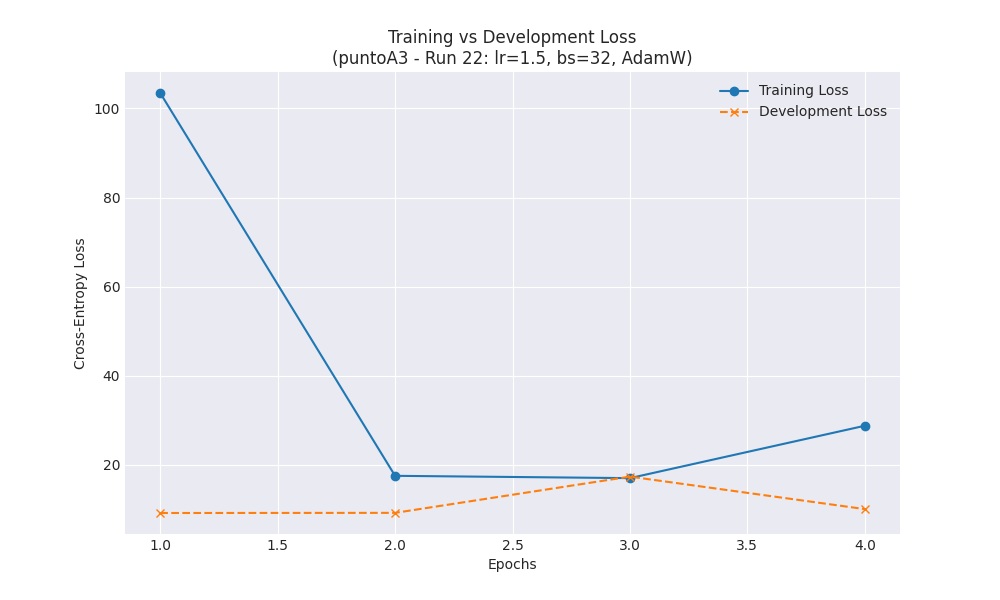 Training vs Development Loss
(puntoA3 - Run 22: lr=1.5, bs=32, AdamW)
Training Loss
Development Loss
100
80
60
40
20
Cross-Entropy Loss
1.0 1.5 2.0 2.5 3.0 3.5 4.0
Epochs